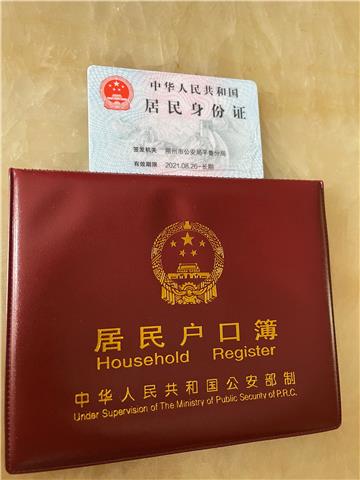 中华人民共和国
居民身份证
签发机关 朔州市公安局平鲁分局
有效期限 2021.08.26-长期
居民户口簿
Household Register
中华人民共和国公安部制
Under Supervision of The Ministry of Public Security of P.R.C.